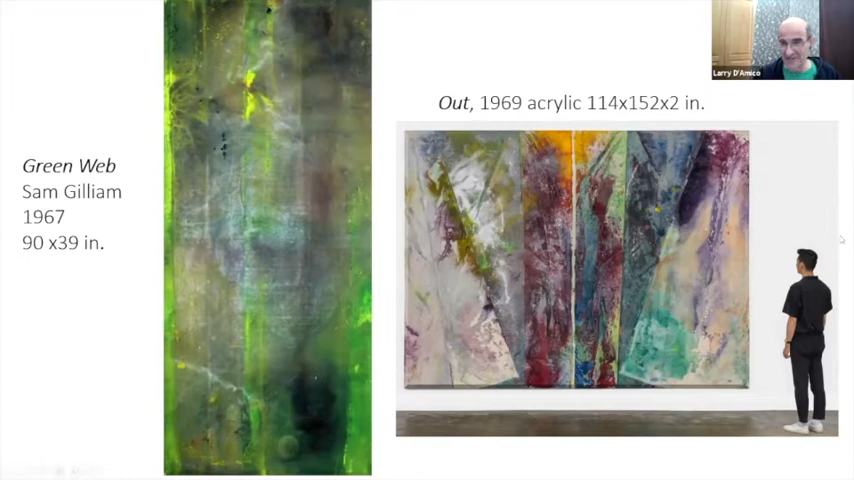 Larry D'Amico
Out, 1969 acrylic 114x152x2 in.
Green Web
Sam Gilliam
1967
90 x39 in.